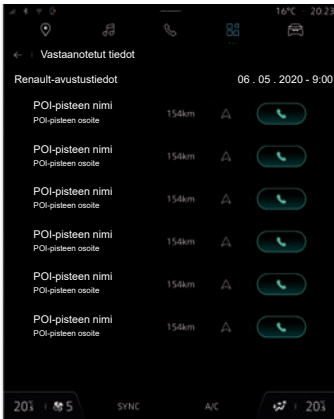 16°C 20:23
Vastaanotetut tiedot
Renault-avustustiedot 06 . 05 . 2020 - 9:00
POI-pisteen nimi
POI-pisteen osoite
154km
POI-pisteen nimi
POI-pisteen osoite
154km
POI-pisteen nimi
POI-pisteen osoite
154km
POI-pisteen nimi
POI-pisteen osoite
154km
POI-pisteen nimi
POI-pisteen osoite
154km
POI-pisteen nimi
POI-pisteen osoite
154km
5 SYNC A/C